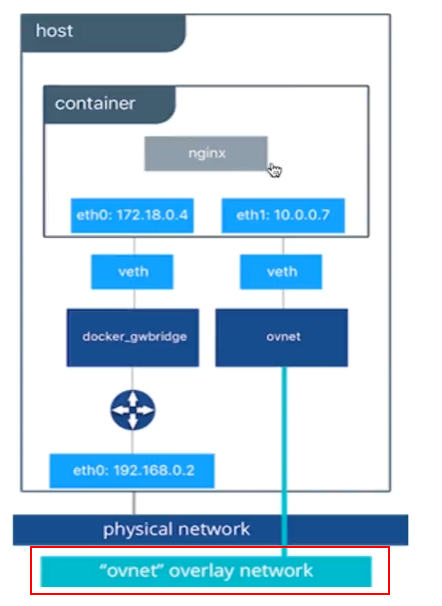 host
container
nginx
eth0: 172.18.0.4 eth1: 10.0.0.7
veth veth
docker_gwbridge ovnet
eth0: 192.168.0.2
physical network
“ovnet” overlay network